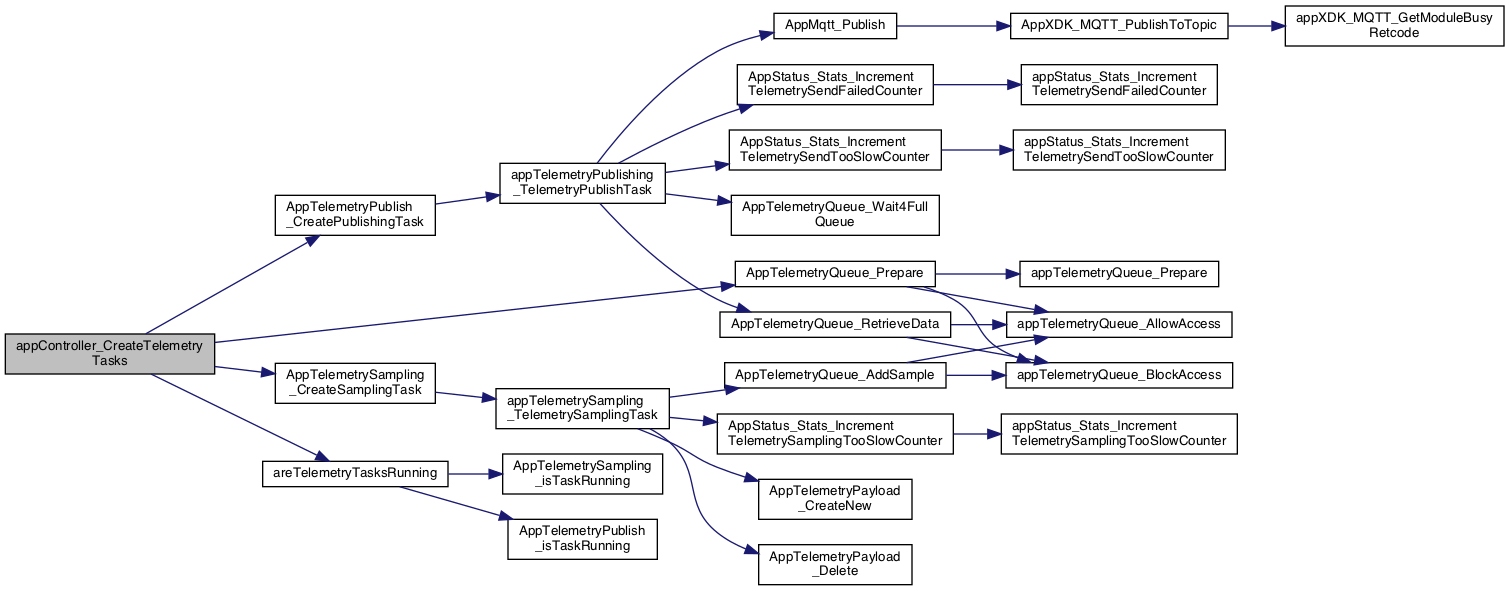 appController_CreateTelemetry
Tasks
AppTelemetryPublish
_CreatePublishingTask
AppTelemetrySampling
_CreateSamplingTask
areTelemetryTasksRunning
appTelemetryPublishing
_TelemetryPublishTask
appTelemetrySampling
_TelemetrySamplingTask
AppTelemetrySampling
_isTaskRunning
AppTelemetryPublish
_isTaskRunning
AppMqtt_Publish
AppStatus_Stats_Increment
TelemetrySendFailedCounter
AppStatus_Stats_Increment
TelemetrySendTooSlowCounter
AppTelemetryQueue_Wait4Full
Queue
AppTelemetryQueue_Prepare
AppTelemetryQueue_RetrieveData
AppTelemetryQueue_AddSample
AppStatus_Stats_Increment
TelemetrySamplingTooSlowCounter
AppTelemetryPayload
_CreateNew
AppTelemetryPayload
_Delete
AppXDK_MQTT_PublishToTopic
appStatus_Stats_Increment
TelemetrySendFailedCounter
appStatus_Stats_Increment
TelemetrySendTooSlowCounter
appTelemetryQueue_Prepare
appTelemetryQueue_AllowAccess
appTelemetryQueue_BlockAccess
appStatus_Stats_Increment
TelemetrySamplingTooSlowCounter
appXDK_MQTT_GetModuleBusy
Retcode